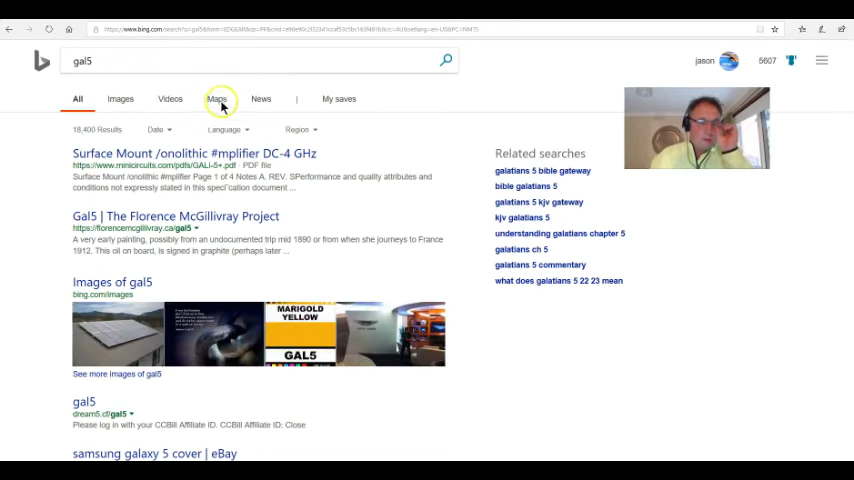 gal5
jason
5607
All
Images
Videos
Maps
News
|
My saves
18,400 Results
Date
Language
Region
Surface Mount /onolithic #mplifier DC-4 GHz
https://www.minicircuits.com/pdfs/GALI-5+.pdf · PDF file
Surface Mount /onolithic #mplifier Page 1 of 4 Notes A. REV. SPerformance and quality attributes and
conditions not expressly stated in this speci˜cation document ...
Gal5 | The Florence McGillivray Project
https://florencemcgillivray.ca/gal5
A very early painting, possibly from an undocumented trip mid 1890 or from when she journeys to France
1912. This oil on board, is signed in graphite (perhaps later ...
Images of gal5
bing.com/images
MARIGOLD
YELLOW
GAL5
See more images of gal5
gal5
dream5.cf/gal5
Please log in with your CCBill Affiliate ID. CCBill Affiliate ID: Close
samsung galaxy 5 cover | eBay
Related searches
galatians 5 bible gateway
bible galatians 5
galatians 5 kjv gateway
kjv galatians 5
understanding galatians chapter 5
galatians ch 5
galatians 5 commentary
what does galatians 5 22 23 mean